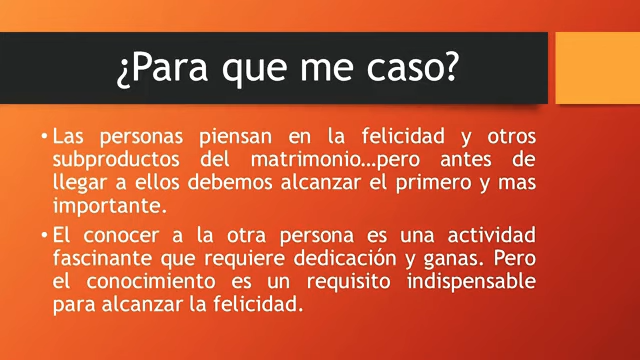 ¿Para que me caso?
• Las personas piensan en la felicidad y otros
subproductos del matrimonio...pero antes de
llegar a ellos debemos alcanzar el primero y mas
importante.
• El conocer a la otra persona es una actividad
fascinante que requiere dedicación y ganas. Pero
el conocimiento es un requisito indispensable
para alcanzar la felicidad.